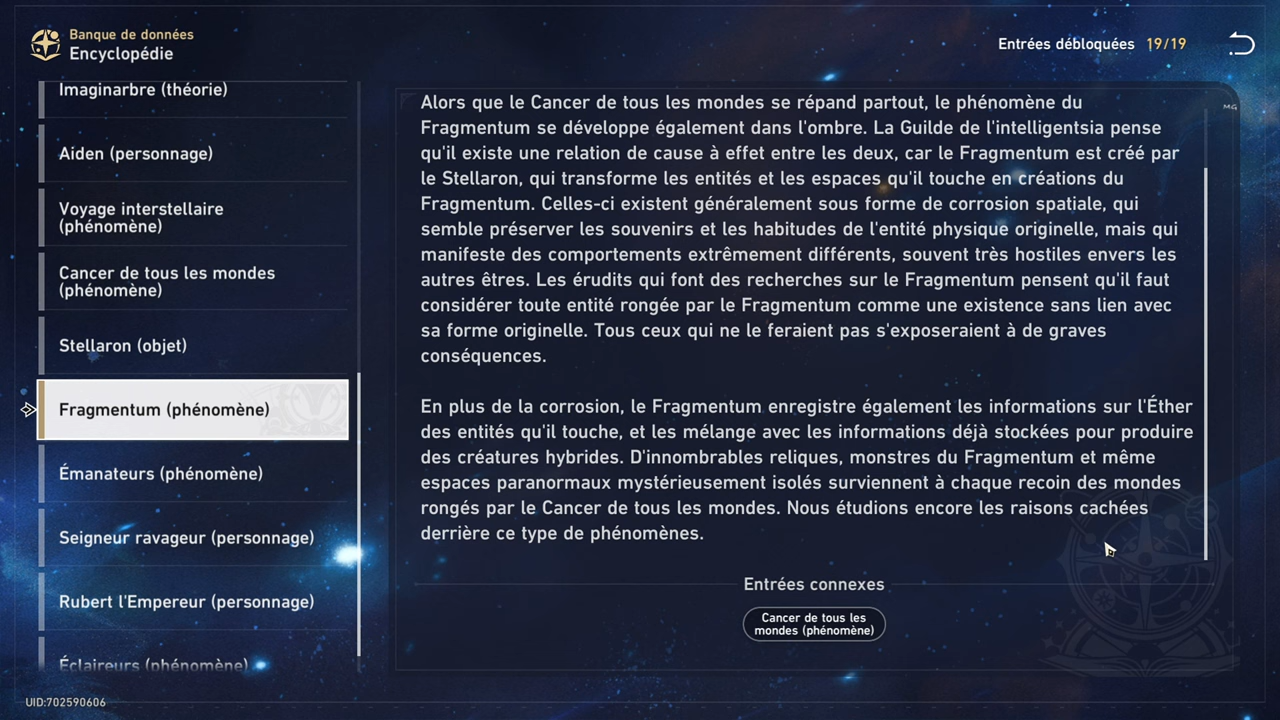 Banque de données
Encyclopédie
Entrées débloquées 19/19
Imaginarbre (théorie)
Aiden (personnage)
Voyage interstellaire
(phénomène)
Cancer de tous les mondes
(phénomène)
Stellaron (objet)
Fragmentum (phénomène)
Émanateurs (phénomène)
Seigneur ravageur (personnage)
Rubert l'Empereur (personnage)
Éclaireurs (phénomène)
MG
Alors que le Cancer de tous les mondes se répand partout, le phénomène du
Fragmentum se développe également dans l'ombre. La Guilde de l'intelligentsia pense
qu'il existe une relation de cause à effet entre les deux, car le Fragmentum est créé par
le Stellaron, qui transforme les entités et les espaces qu'il touche en créations du
Fragmentum. Celles-ci existent généralement sous forme de corrosion spatiale, qui
semble préserver les souvenirs et les habitudes de l'entité physique originelle, mais qui
manifeste des comportements extrêmement différents, souvent très hostiles envers les
autres êtres. Les érudits qui font des recherches sur le Fragmentum pensent qu'il faut
considérer toute entité rongée par le Fragmentum comme une existence sans lien avec
sa forme originelle. Tous ceux qui ne le feraient pas s'exposeraient à de graves
conséquences.
En plus de la corrosion, le Fragmentum enregistre également les informations sur l'Éther
des entités qu'il touche, et les mélange avec les informations déjà stockées pour produire
des créatures hybrides. D'innombrables reliques, monstres du Fragmentum et même
espaces paranormaux mystérieusement isolés surviennent à chaque recoin des mondes
rongés par le Cancer de tous les mondes. Nous étudions encore les raisons cachées
derrière ce type de phénomènes.
Entrées connexes
Cancer de tous les
mondes (phénomène)
UID:702590606